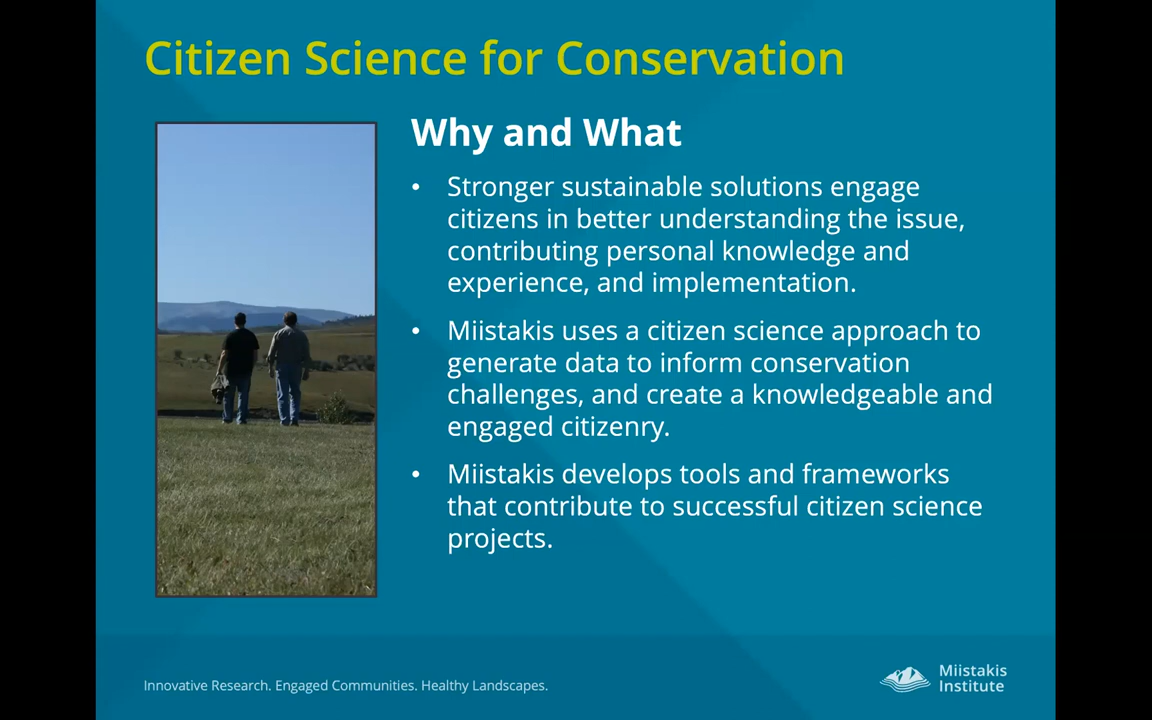 Citizen Science for Conservation
Why and What
• Stronger sustainable solutions engage
citizens in better understanding the issue,
contributing personal knowledge and
experience, and implementation.
• Miistakis uses a citizen science approach to
generate data to inform conservation
challenges, and create a knowledgeable and
engaged citizenry.
• Miistakis develops tools and frameworks
that contribute to successful citizen science
projects.
Innovative Research. Engaged Communities. Healthy Landscapes.
Miistakis
Institute